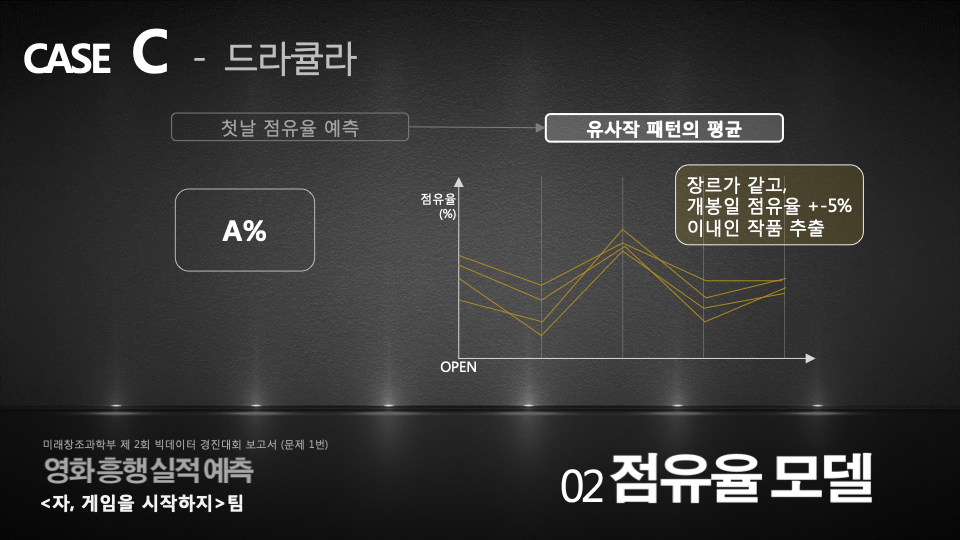 CASE C - 드라큘라
첫날 점유율 예측
유사작 패턴의 평균
A%
점유율
(%)
장르가 같고,
개봉일 점유율 +-5%
이내인 작품 추출
OPEN
미래창조과학부 제 2회 빅데이터 경진대회 보고서 (문제 1번)
영화 흥행 실적 예측
<자, 게임을 시작하지>팀
02 점유율 모델